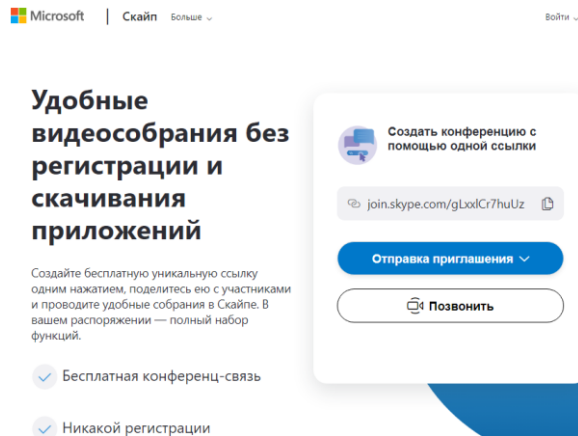 Microsoft Скайп Больше
Войти
Удобные
видеособрания без
регистрации и
скачивания
приложений
Создайте бесплатную уникальную ссылку
одним нажатием, поделитесь ею с участниками
и проводите удобные собрания в Скайпе. В
вашем распоряжении — полный набор
функций.
Бесплатная конференц-связь
Никакой регистрации
Создать конференцию с
помощью одной ссылки
join.skype.com/gLxxlCr7huUz
Отправка приглашения
Позвонить